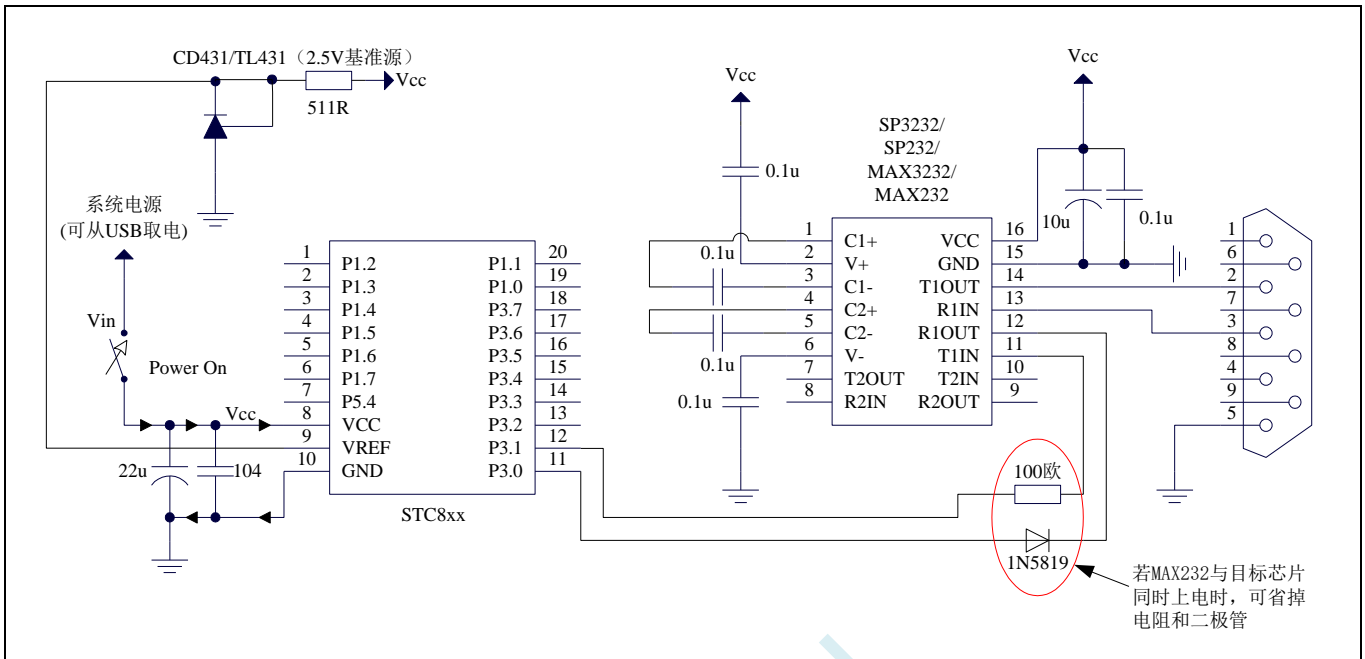 CD431/TL431（2.5V基准源）
Vcc
511R
系统电源
(可从USB取电)
Vin
Power On
Vcc
22u
104
1
2
3
4
5
6
7
8
9
10
P1.2
P1.3
P1.4
P1.5
P1.6
P1.7
P5.4
VCC
VREF
GND
P1.1
P1.0
P3.7
P3.6
P3.5
P3.4
P3.3
P3.2
P3.1
P3.0
20
19
18
17
16
15
14
13
12
11
STC8xx
Vcc
0.1u
0.1u
0.1u
0.1u
SP3232/
SP232/
MAX3232/
MAX232
1
2
3
4
5
6
7
8
C1+
V+
C1-
C2+
C2-
V-
T2OUT
R2IN
VCC
GND
T1OUT
R1IN
R1OUT
T1IN
T2IN
R2OUT
16
15
14
13
12
11
10
9
Vcc
10u
0.1u
1
6
2
7
3
8
4
9
5
100欧
1N5819
若MAX232与目标芯片
同时上电时，可省掉
电阻和二极管